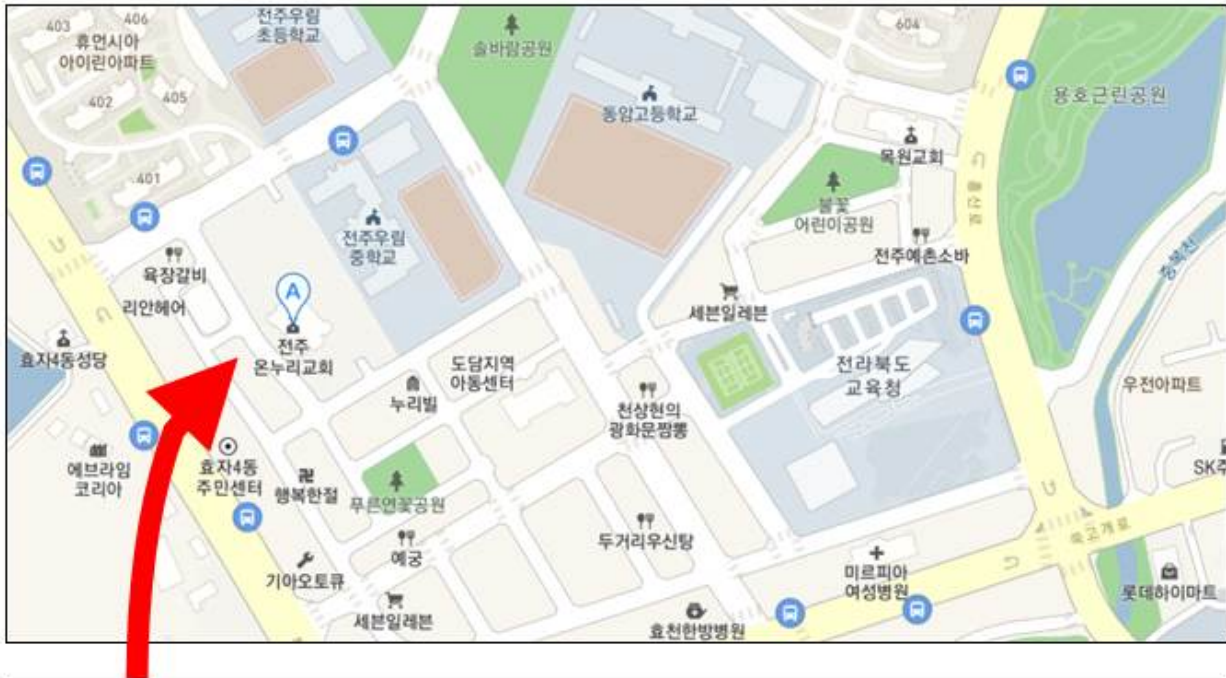 403
406
휴먼시아
아이린아파트
402
405
401
전주우림
초등학교
솔바람공원
604
용호근린공원
동암고등학교
목원교회
불꽃
어린이공원
홍산로
전주우림
중학교
전주예촌소바
중복천
육장갈비
리안헤어
A
세븐일레븐
효자4동성당
전주
온누리교회
도담지역
아동센터
전라북도
교육청
우전아파트
누리빌
천상현의
광화문짬뽕
에브라임
코리아
효자4동
주민센터
행복한절
푸른연꽃공원
SK주
예궁
두거리우신탕
기아오토큐
미르피아
여성병원
롯데하이마트
세븐일레븐
효천한방병원